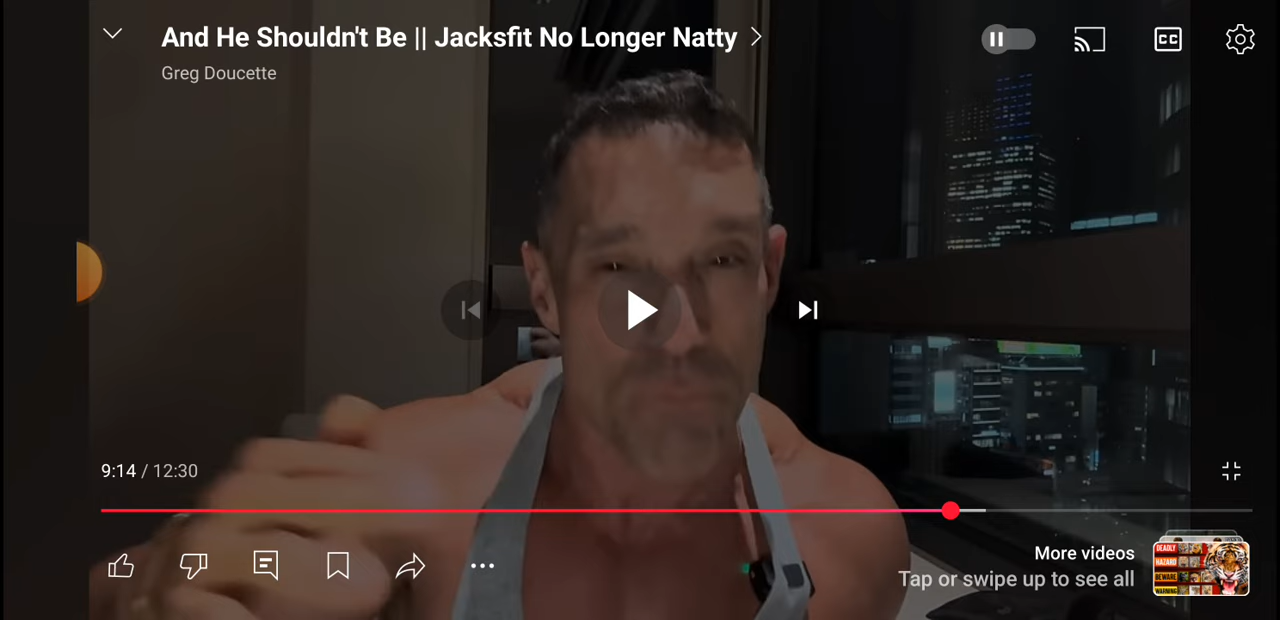 And He Shouldn't Be || Jacksfit No Longer Natty
Greg Doucette
CC
9:14 / 12:30
More videos
Tap or swipe up to see all
DEADLY
HAZARD
BEWARE
WARNING